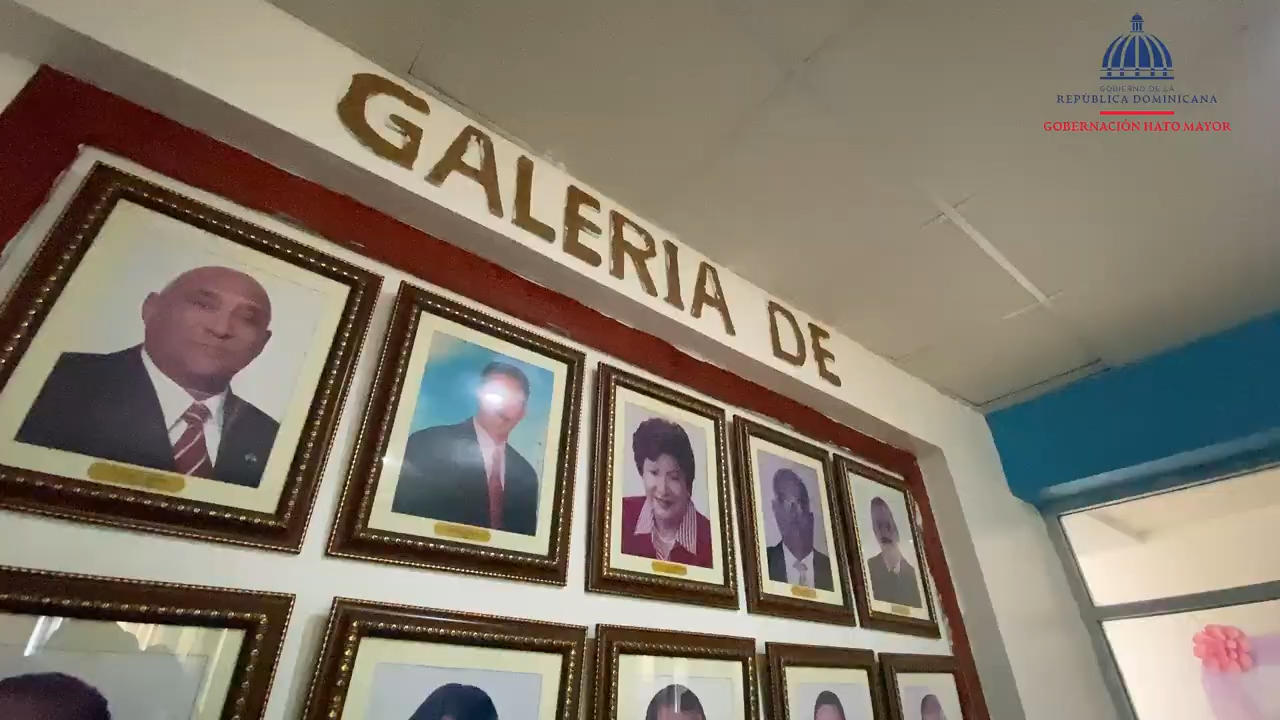 GALERIA DE
GOBIERNO DE LA
REPÚBLICA DOMINICANA
GOBERNACIÓN HATO MAYOR